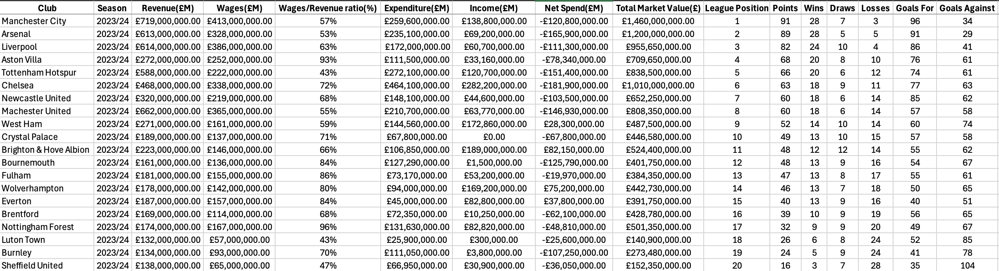 Club Season Revenue(£M) Wages(£M) Wages/Revenue ratio(%) Expenditure(£M) Income(£M) Net Spend(£M) Total Market Value(£) League Position Points Wins Draws Losses Goals For Goals Against
Manchester City 2023/24 £719,000,000.00 £413,000,000.00 57% £259,600,000.00 £138,800,000.00 -£120,800,000.00 £1,460,000,000.00 1 91 28 7 3 96 34
Arsenal 2023/24 £613,000,000.00 £328,000,000.00 53% £235,100,000.00 £69,200,000.00 -£165,900,000.00 £1,200,000,000.00 2 89 28 5 5 91 29
Liverpool 2023/24 £614,000,000.00 £386,000,000.00 63% £172,000,000.00 £60,700,000.00 -£111,300,000.00 £955,650,000.00 3 82 24 10 4 86 41
Aston Villa 2023/24 £272,000,000.00 £252,000,000.00 93% £111,500,000.00 £33,160,000.00 -£78,340,000.00 £709,650,000.00 4 68 20 8 10 76 61
Tottenham Hotspur 2023/24 £588,000,000.00 £222,000,000.00 43% £272,100,000.00 £120,700,000.00 -£151,400,000.00 £838,500,000.00 5 66 20 6 12 74 61
Chelsea 2023/24 £468,000,000.00 £338,000,000.00 72% £464,100,000.00 £282,200,000.00 -£181,900,000.00 £1,010,000,000.00 6 63 18 9 11 77 63
Newcastle United 2023/24 £320,000,000.00 £219,000,000.00 68% £148,100,000.00 £44,600,000.00 -£103,500,000.00 £652,250,000.00 7 60 18 6 14 85 62
Machester United 2023/24 £662,000,000.00 £365,000,000.00 55% £210,700,000.00 £63,770,000.00 -£146,930,000.00 £808,350,000.00 8 60 18 6 14 57 58
West Ham 2023/24 £271,000,000.00 £161,000,000.00 59% £144,560,000.00 £172,860,000.00 £28,300,000.00 £487,500,000.00 9 52 14 10 14 60 74
Crystal Palace 2023/24 £189,000,000.00 £137,000,000.00 71% £67,800,000.00 £0.00 -£67,800,000.00 £446,580,000.00 10 49 13 10 15 57 58
Brighton & Hove Albion 2023/24 £223,000,000.00 £146,000,000.00 66% £106,850,000.00 £189,000,000.00 £82,150,000.00 £524,400,000.00 11 48 12 12 14 55 62
Bournemouth 2023/24 £161,000,000.00 £136,000,000.00 84% £127,290,000.00 £1,500,000.00 -£125,790,000.00 £401,750,000.00 12 48 13 9 16 54 67
Fulham 2023/24 £181,000,000.00 £155,000,000.00 86% £73,170,000.00 £53,200,000.00 -£19,970,000.00 £384,350,000.00 13 47 13 8 17 55 61
Wolverhampton 2023/24 £178,000,000.00 £142,000,000.00 80% £94,000,000.00 £169,200,000.00 £75,200,000.00 £442,730,000.00 14 46 13 7 18 50 65
Everton 2023/24 £187,000,000.00 £157,000,000.00 84% £45,000,000.00 £82,800,000.00 £37,800,000.00 £391,750,000.00 15 40 13 9 16 40 51
Brentford 2023/24 £169,000,000.00 £114,000,000.00 68% £72,350,000.00 £10,250,000.00 -£62,100,000.00 £428,780,000.00 16 39 10 9 19 56 65
Nottingham Forest 2023/24 £174,000,000.00 £167,000,000.00 96% £131,630,000.00 £82,820,000.00 -£48,810,000.00 £501,350,000.00 17 32 9 9 20 49 67
Luton Town 2023/24 £132,000,000.00 £57,000,000.00 43% £25,900,000.00 £300,000.00 -£25,600,000.00 £140,900,000.00 18 26 6 8 24 52 85
Burnley 2023/24 £134,000,000.00 £93,000,000.00 70% £111,050,000.00 £3,800,000.00 -£107,250,000.00 £273,480,000.00 19 24 5 9 24 41 78
Sheffield United 2023/24 £138,000,000.00 £65,000,000.00 47% £66,950,000.00 £30,900,000.00 -£36,050,000.00 £152,350,000.00 20 16 3 7 28 35 104